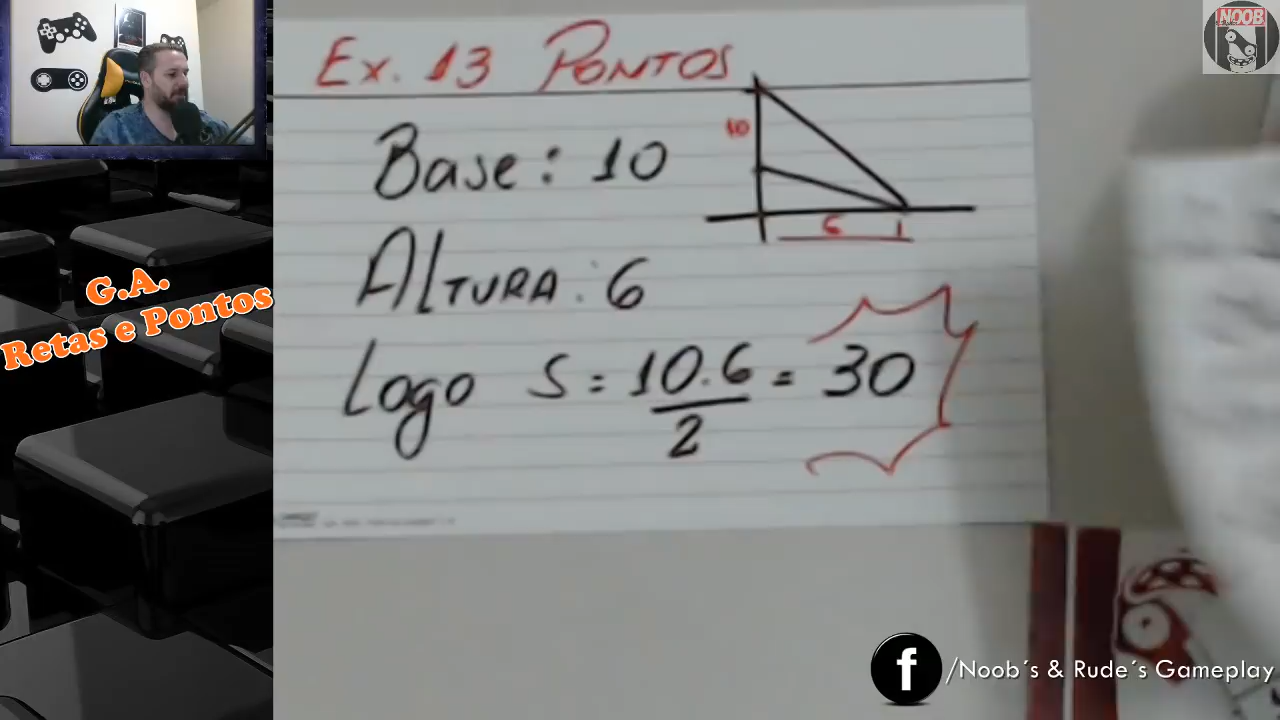 NOOB
Ex. 13 PONTOS
10
Base: 10
6
ALTURA: 6
G.A.
Retas e Pontos
Logo S = 10.6 = 30
2
/Noob´s & Rude´s Gameplay